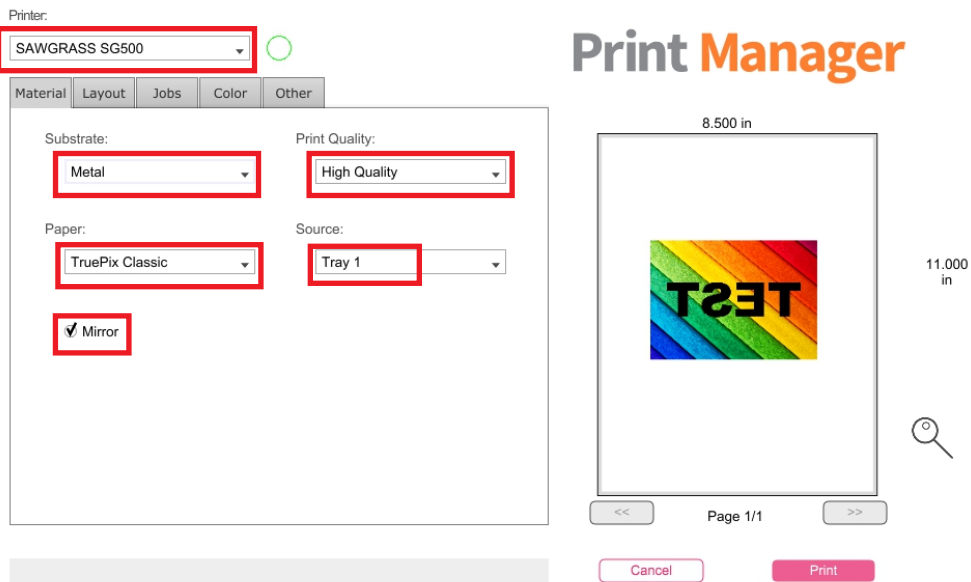 Printer:
SAWGRASS SG500
Print Manager
Material Layout Jobs Color Other
Substrate:
Print Quality:
Metal
High Quality
Paper:
Source:
TruePix Classic
Tray 1
Mirror
8.500 in
TEST
11.000
in
<< Page 1/1 >>
Cancel
Print